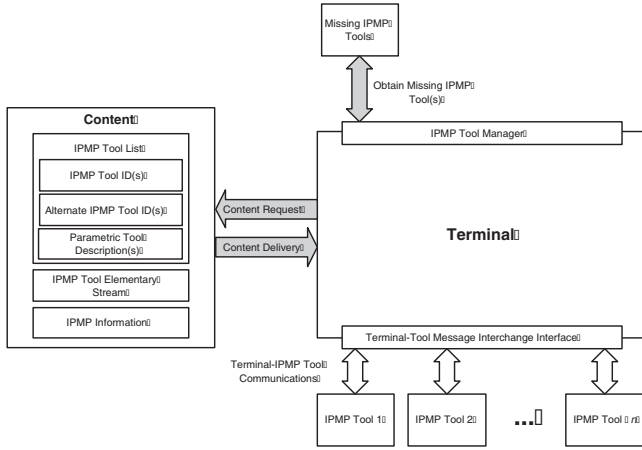 Missing IPMP
Tools
Obtain Missing IPMP
Tool(s)
Content
IPMP Tool List
IPMP Tool ID(s)
Alternate IPMP Tool ID(s)
Parametric Tool
Description(s)
IPMP Tool Elementary
Stream
IPMP Information
Content Request
Content Delivery
IPMP Tool Manager
Terminal
Terminal-Tool Message Interchange Interface
Terminal-IPMP Tool
Communications
IPMP Tool 1
IPMP Tool 2
...
IPMP Tool n